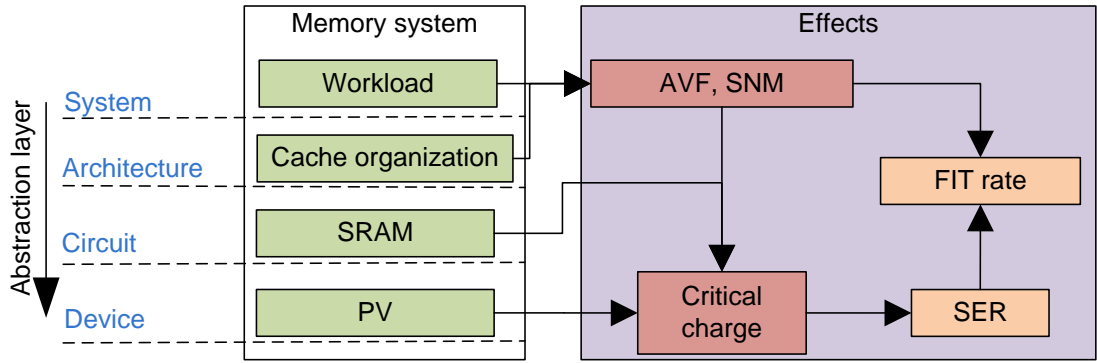 Memory system
Effects
Abstraction layer
System
Workload
AVF, SNM
Architecture
Cache organization
FIT rate
Circuit
SRAM
Device
PV
Critical
charge
SER